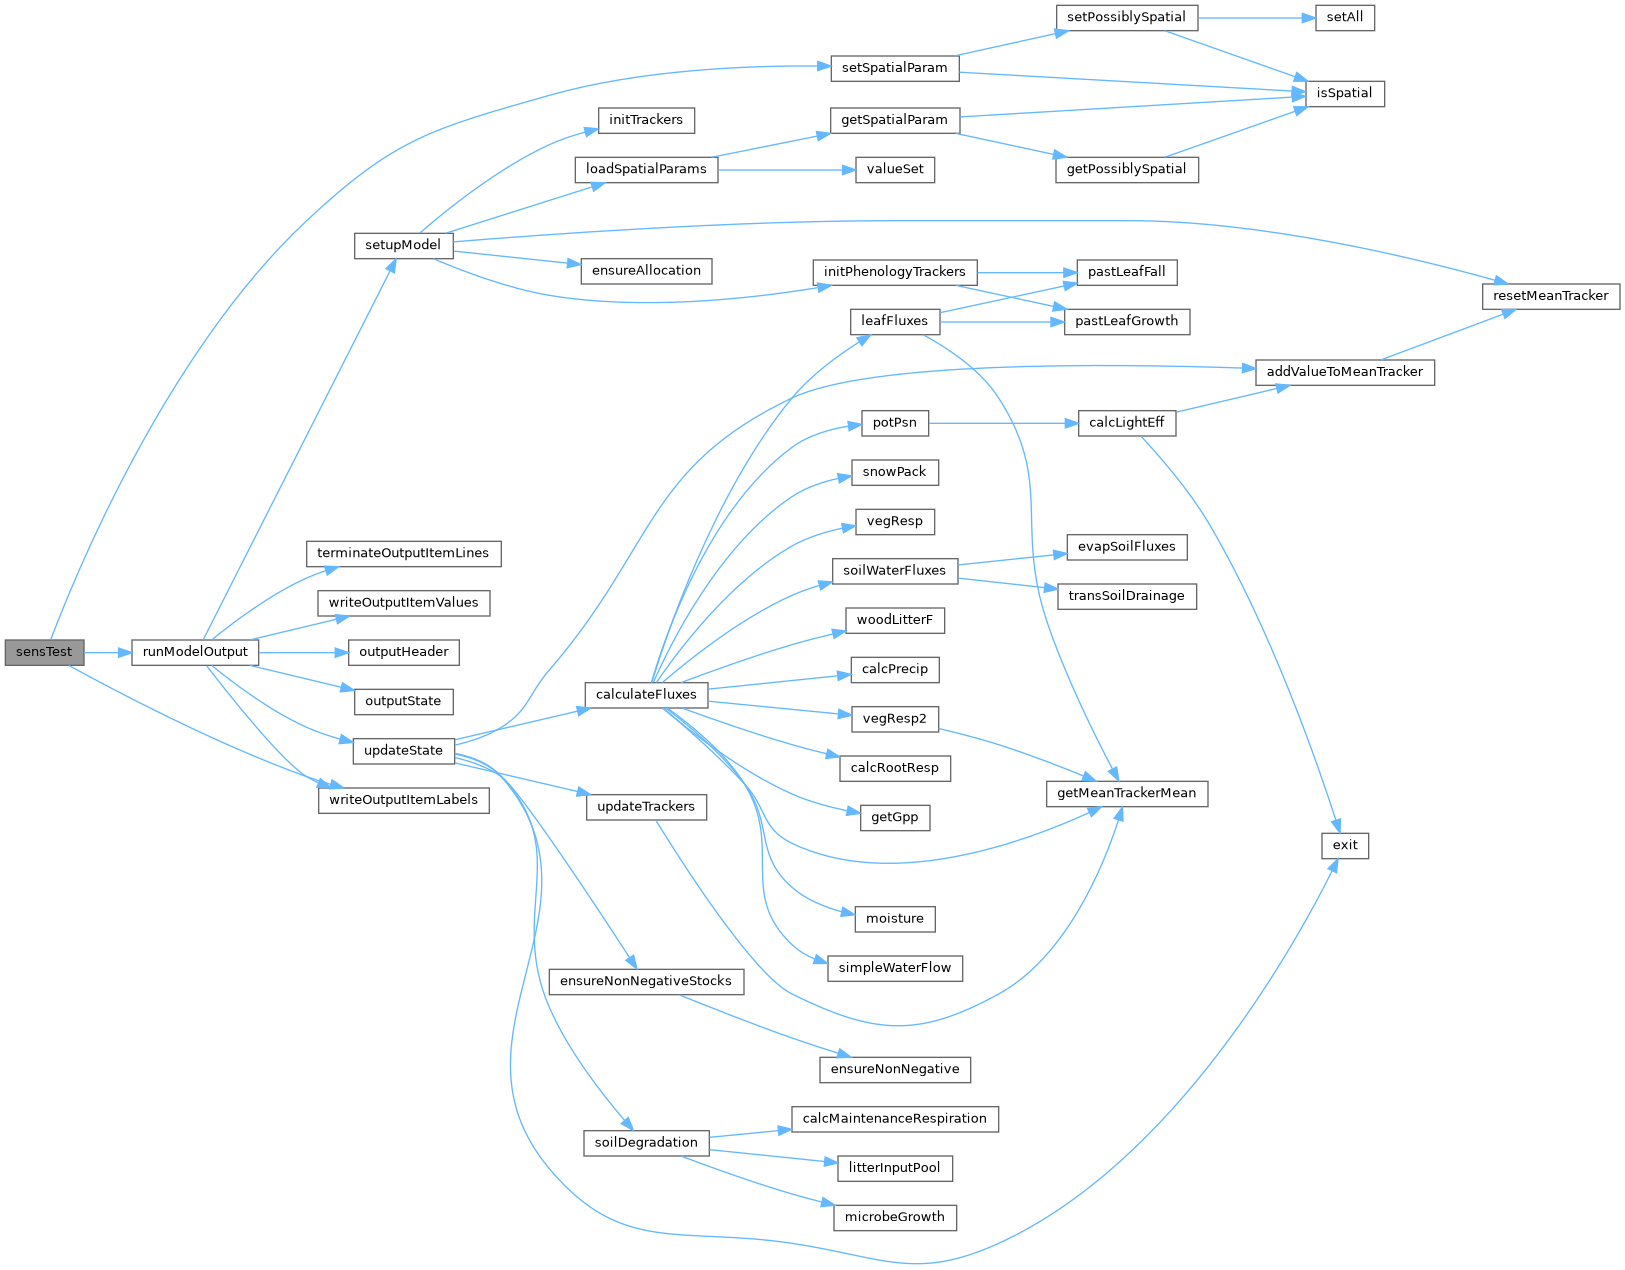 setPossiblySpatial
setAll
setSpatialParam
isSpatial
initTrackers
getSpatialParam
loadSpatialParams
valueSet
getPossiblySpatial
setupModel
ensureAllocation
initPhenologyTrackers
pastLeafFall
resetMeanTracker
leafFluxes
pastLeafGrowth
addValueToMeanTracker
potPsn
calcLightEff
snowPack
vegResp
terminateOutputItemLines
evapSoilFluxes
soilWaterFluxes
writeOutputItemValues
transSoilDrainage
woodLitterF
sensTest
runModelOutput
outputHeader
calcPrecip
outputState
calculateFluxes
vegResp2
updateState
calcRootResp
writeOutputItemLabels
updateTrackers
getMeanTrackerMean
getGpp
exit
moisture
simpleWaterFlow
ensureNonNegativeStocks
ensureNonNegative
calcMaintenanceRespiration
soilDegradation
litterInputPool
microbeGrowth